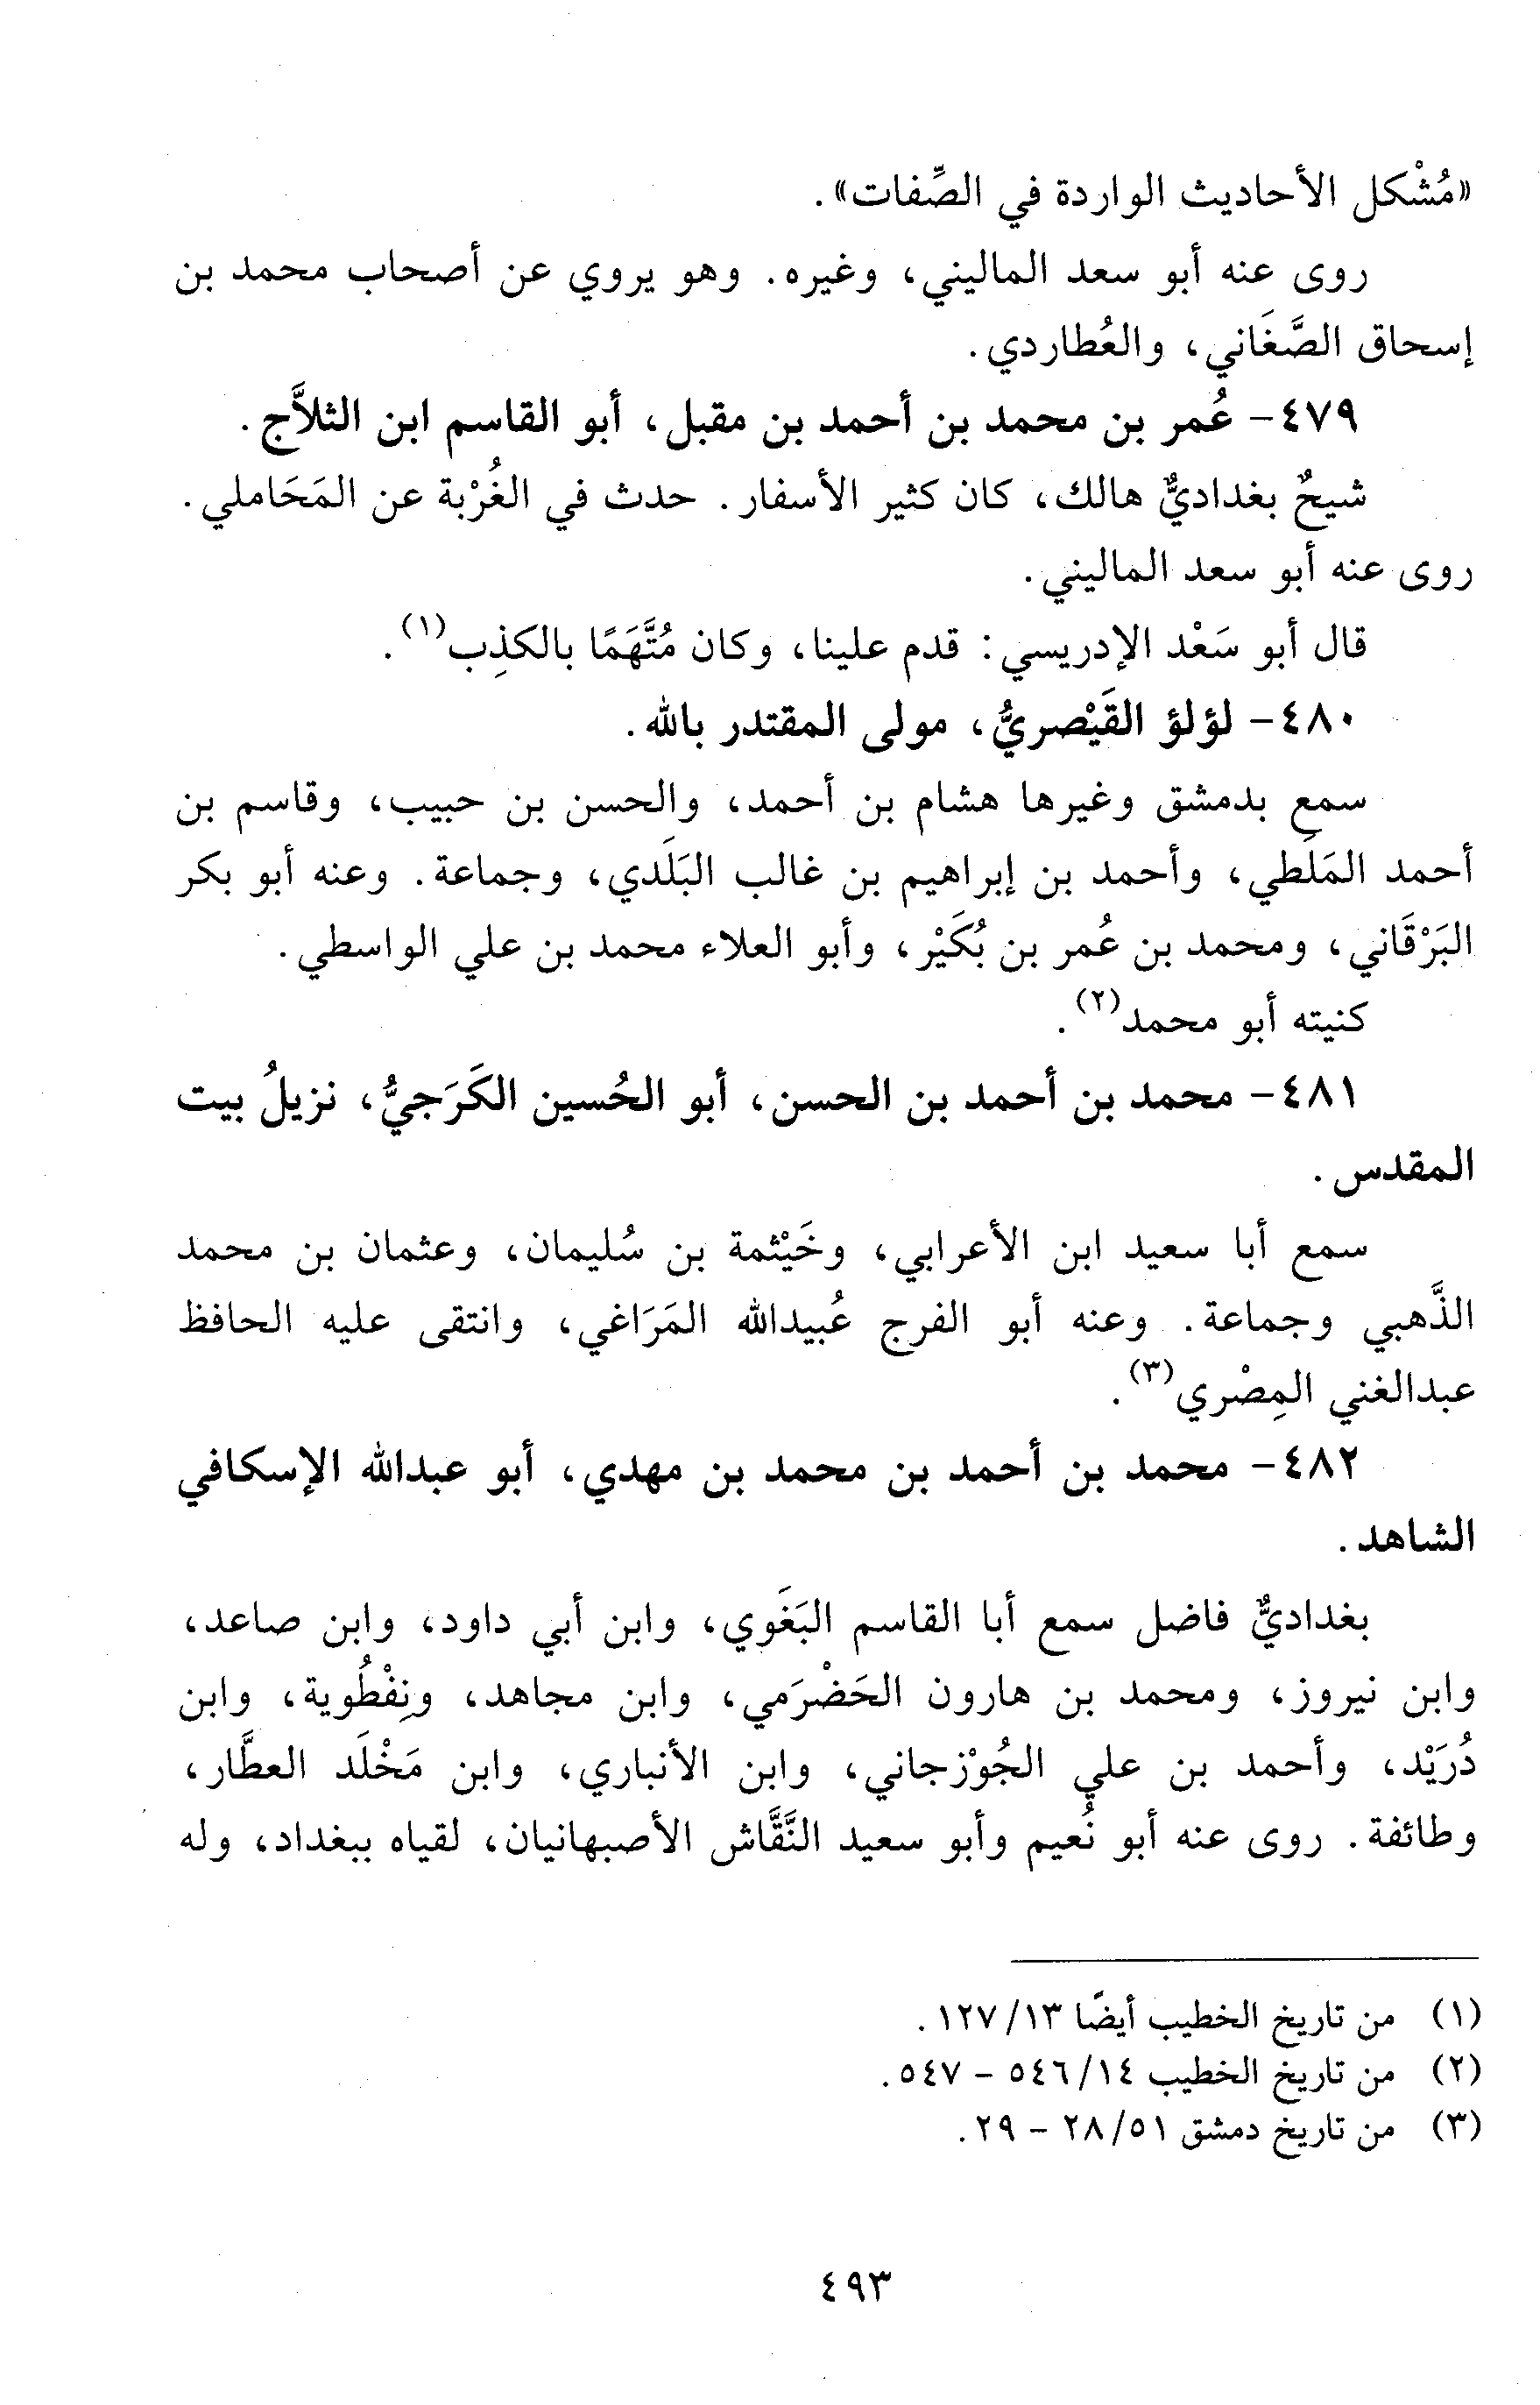 «مُشْكل الأحاديث الواردة في الصِّفات».
روى عنه أبو سعد الماليني، وغيره. وهو يروي عن أصحاب محمد بن
إسحاق الصَّغَاني، والعُطاردي.
٤٧٩- عُمر بن محمد بن أحمد بن مقبل، أبو القاسم ابن الثلاَّج.
شيخٌ بغداديٌّ هالك، كان كثير الأسفار. حدث في الغُرْبة عن المَحَاملي.
روى عنه أبو سعد الماليني.
قال أبو سَعْد الإدريسي: قدم علينا، وكان مُتَّهَمًا بالكذِب(١).
٤٨٠- لؤلؤ القَيْصريُّ، مولى المقتدر بالله.
سمع بدمشق وغيرها هشام بن أحمد، والحسن بن حبيب، وقاسم بن
أحمد المَلَطي، وأحمد بن إبراهيم بن غالب البَلَدي، وجماعة. وعنه أبو بكر
البَرْقَاني، ومحمد بن عُمر بن بُكَيْر، وأبو العلاء محمد بن علي الواسطي.
كنيته أبو محمد(٢).
٤٨١- محمد بن أحمد بن الحسن، أبو الحُسين الكَرَجيُّ، نزيلُ بيت
المقدس.
سمع أبا سعيد ابن الأعرابي، وخَيْثمة بن سُليمان، وعثمان بن محمد
الذَّهبي وجماعة. وعنه أبو الفرج عُبيدالله المَرَاغي، وانتقى عليه الحافظ
عبدالغني المِصْري(٣).
٤٨٢- محمد بن أحمد بن محمد بن مهدي، أبو عبدالله الإسكافي
الشاهد.
بغداديٌّ فاضل سمع أبا القاسم البَغَوي، وابن أبي داود، وابن صاعد،
وابن نيروز، ومحمد بن هارون الحَضْرَمي، وابن مجاهد، ونِفْطُوية، وابن
دُرَيْد، وأحمد بن علي الجُوْزجاني، وابن الأنباري، وابن مَخْلَد العطَّار،
وطائفة. روى عنه أبو نُعيم وأبو سعيد النَّقَّاش الأصبهانيان، لقياه ببغداد، وله
(١) من تاريخ الخطيب أيضًا ١٣/ ١٢٧.
(٢) من تاريخ الخطيب ١٤/ ٥٤٦ - ٥٤٧.
(٣) من تاريخ دمشق ٥١/ ٢٨ - ٢٩.
٤٩٣